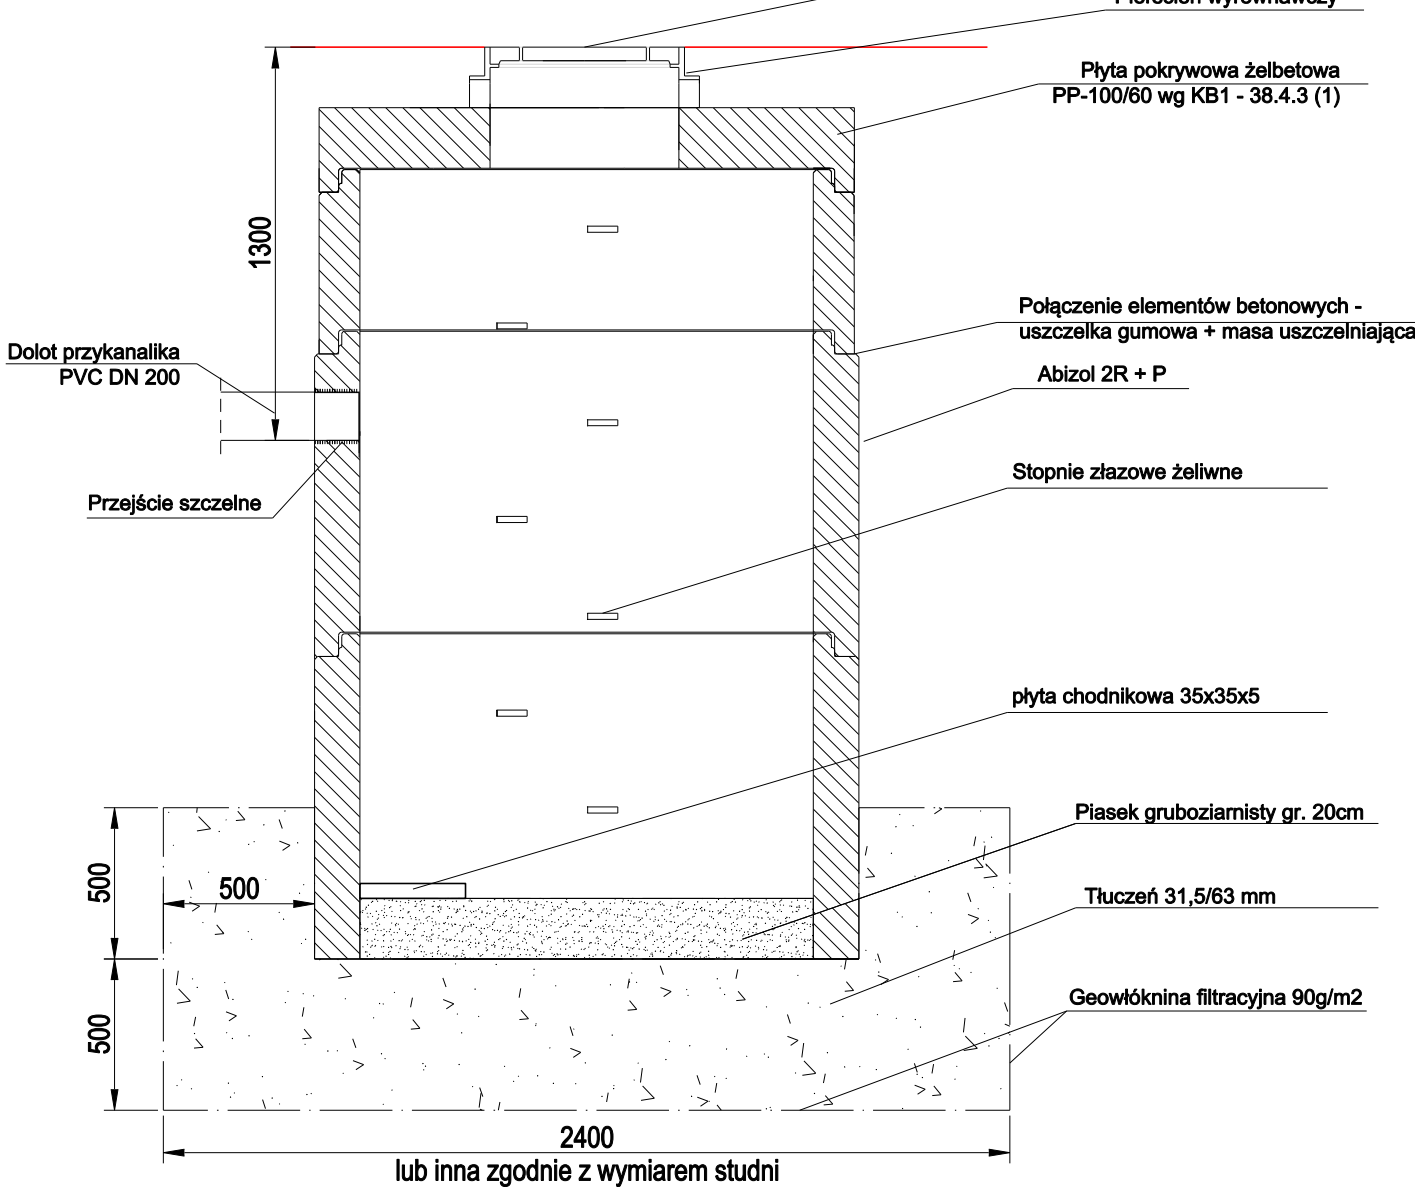 Pierścień wyrównawczy
Płyta pokrywowa żelbetowa
PP-100/60 wg KB1 - 38.4.3 (1)
1300
Połączenie elementów betonowych -
uszczelka gumowa + masa uszczelniająca
Dolot przykanalika
PVC DN 200
Abizol 2R + P
Stopnie złazowe żeliwne
Przejście szczelne
płyta chodnikowa 35x35x5
Piasek gruboziarnisty gr. 20cm
500
500
Tłuczeń 31,5/63 mm
Geowłóknina filtracyjna 90g/m2
500
2400
lub inna zgodnie z wymiarem studni